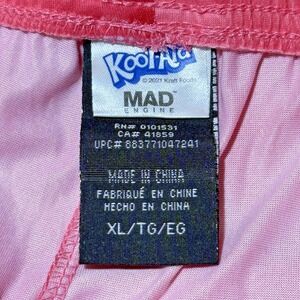 Kool-Aid
© 2021 Kraft Foods
MAD
ENGINE
RN# 0101531
CA# 41859
UPC# 883771047241
MADE IN CHINA
FABRIQUÉ EN CHINE
HECHO EN CHINA
XL/TG/EG